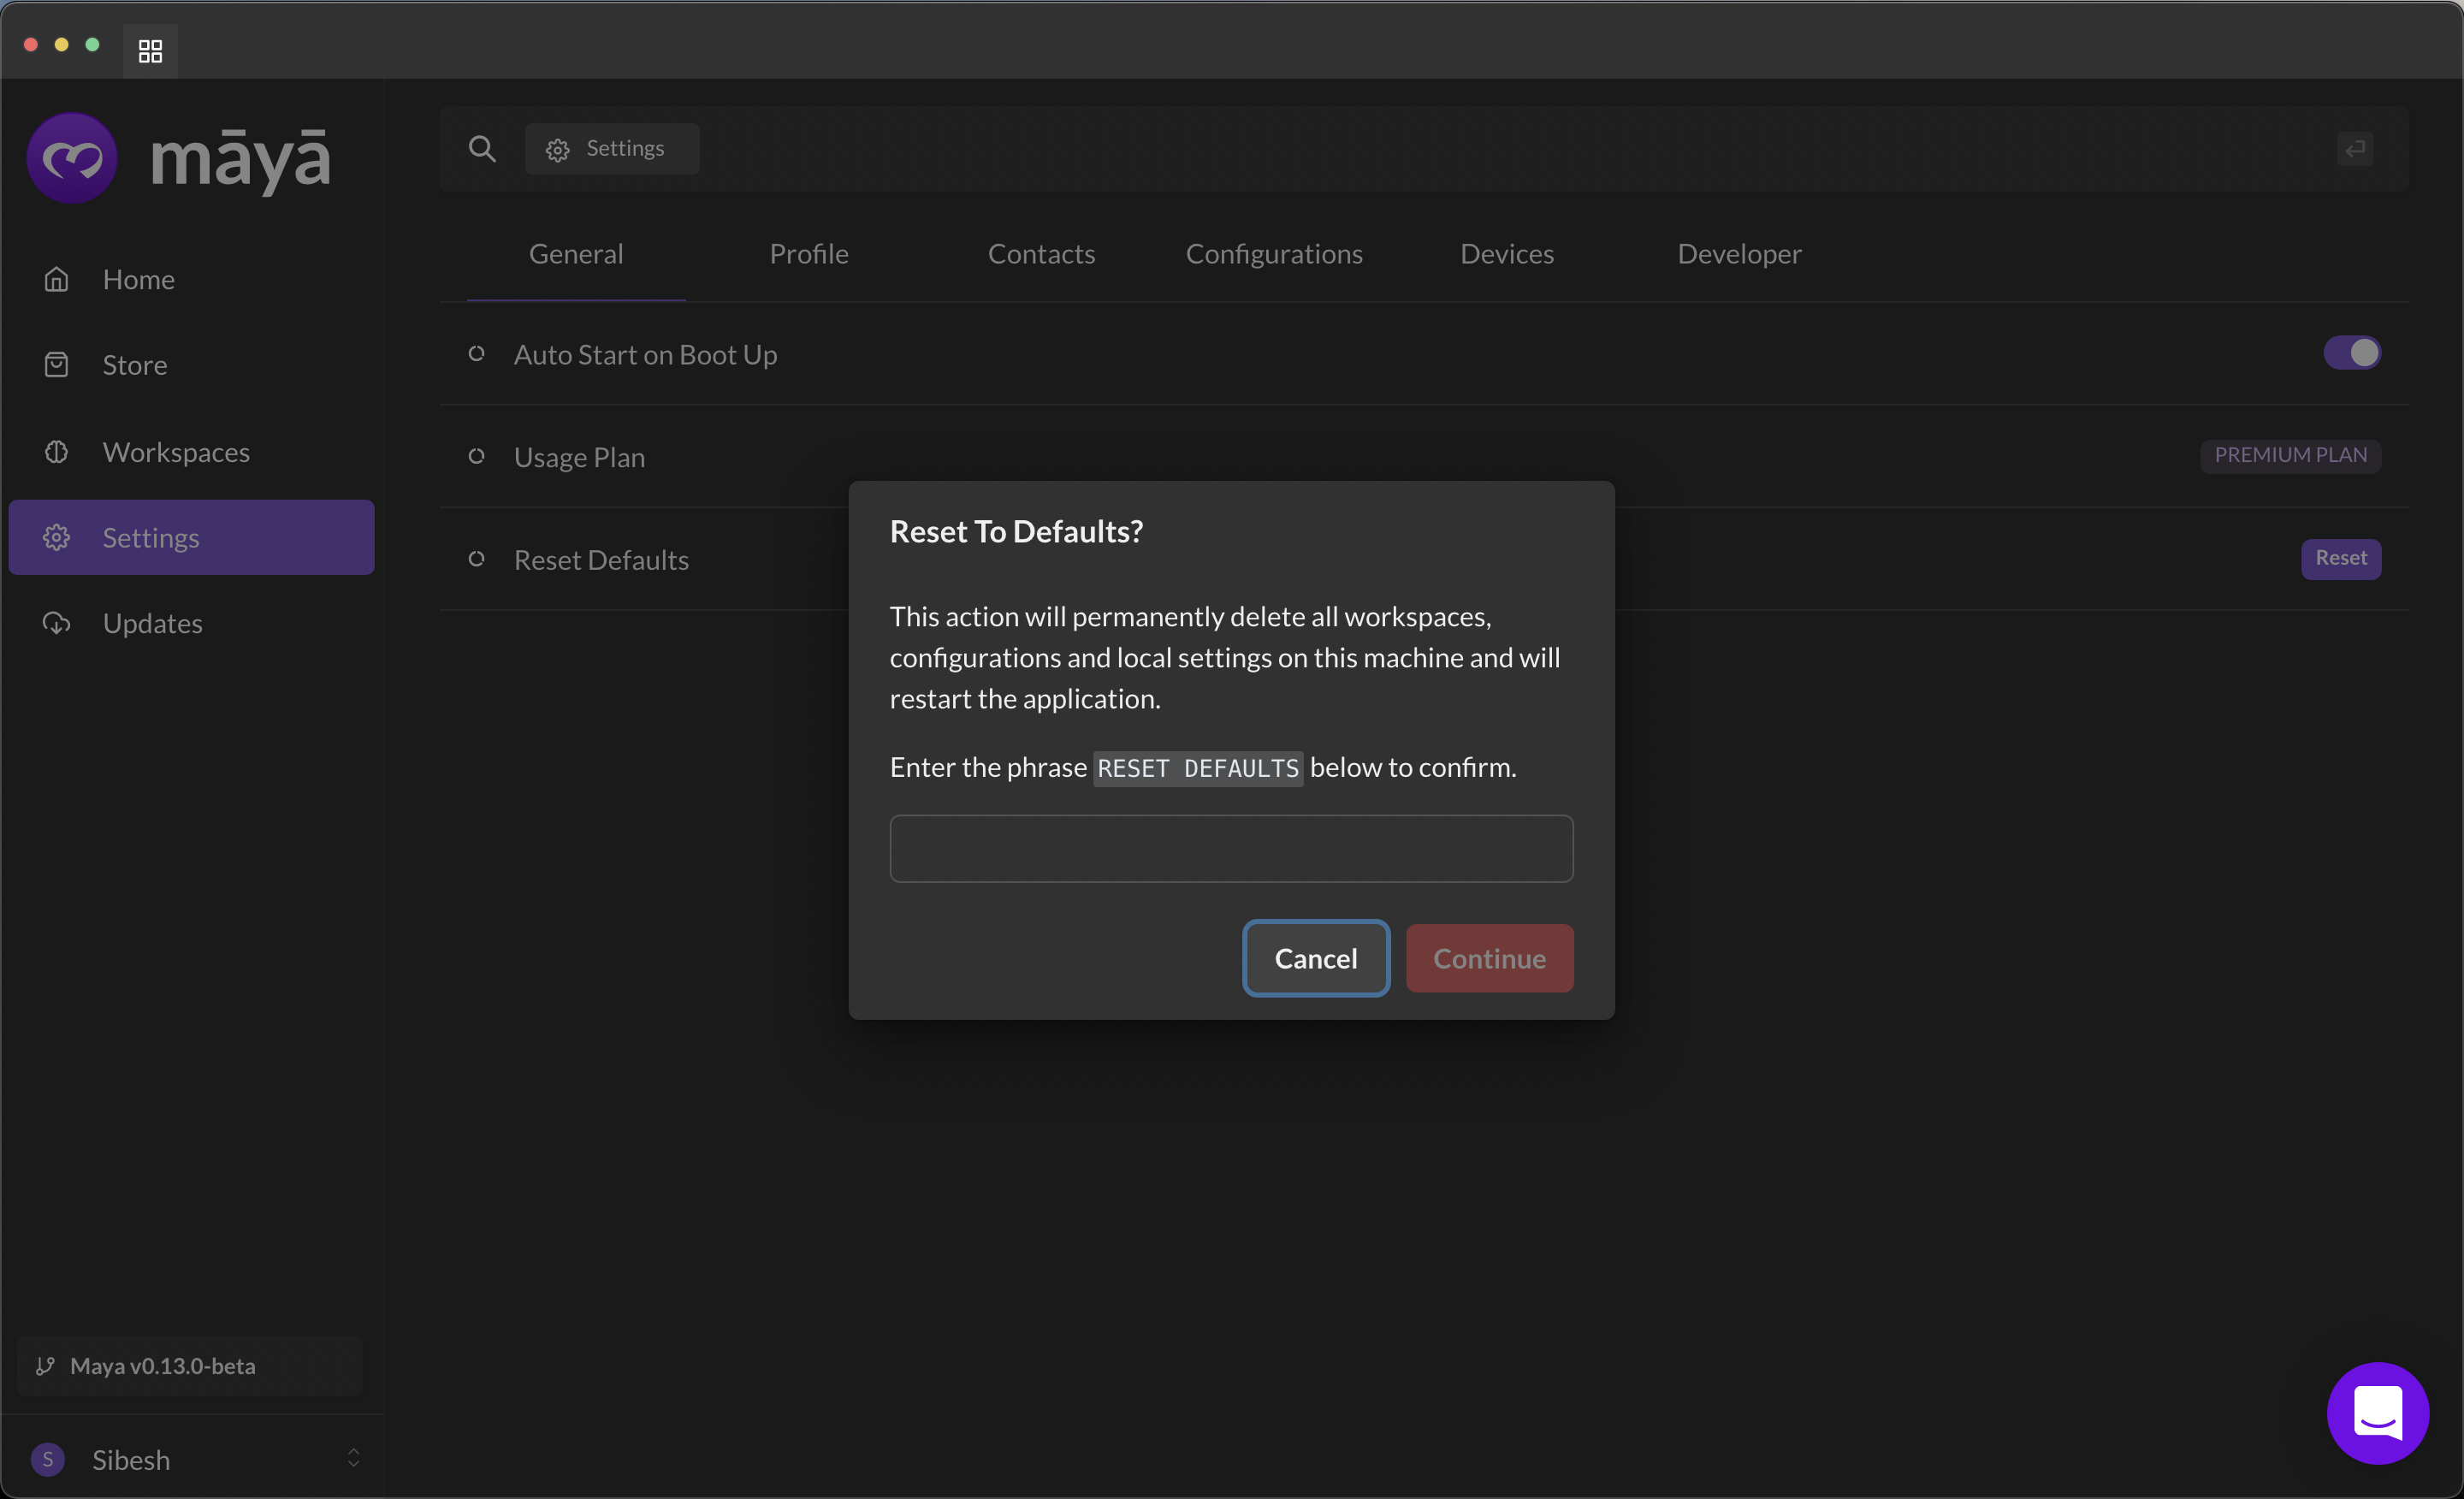 māyā
Home
Store
Workspaces
Settings
Updates
Maya v0.13.0-beta
S
Sibesh
Settings
General
Profile
Contacts
Configurations
Devices
Developer
Auto Start on Boot Up
Usage Plan
PREMIUM PLAN
Reset Defaults
Reset
Reset To Defaults?
This action will permanently delete all workspaces,
configurations and local settings on this machine and will
restart the application.
Enter the phrase RESET DEFAULTS below to confirm.
Cancel
Continue